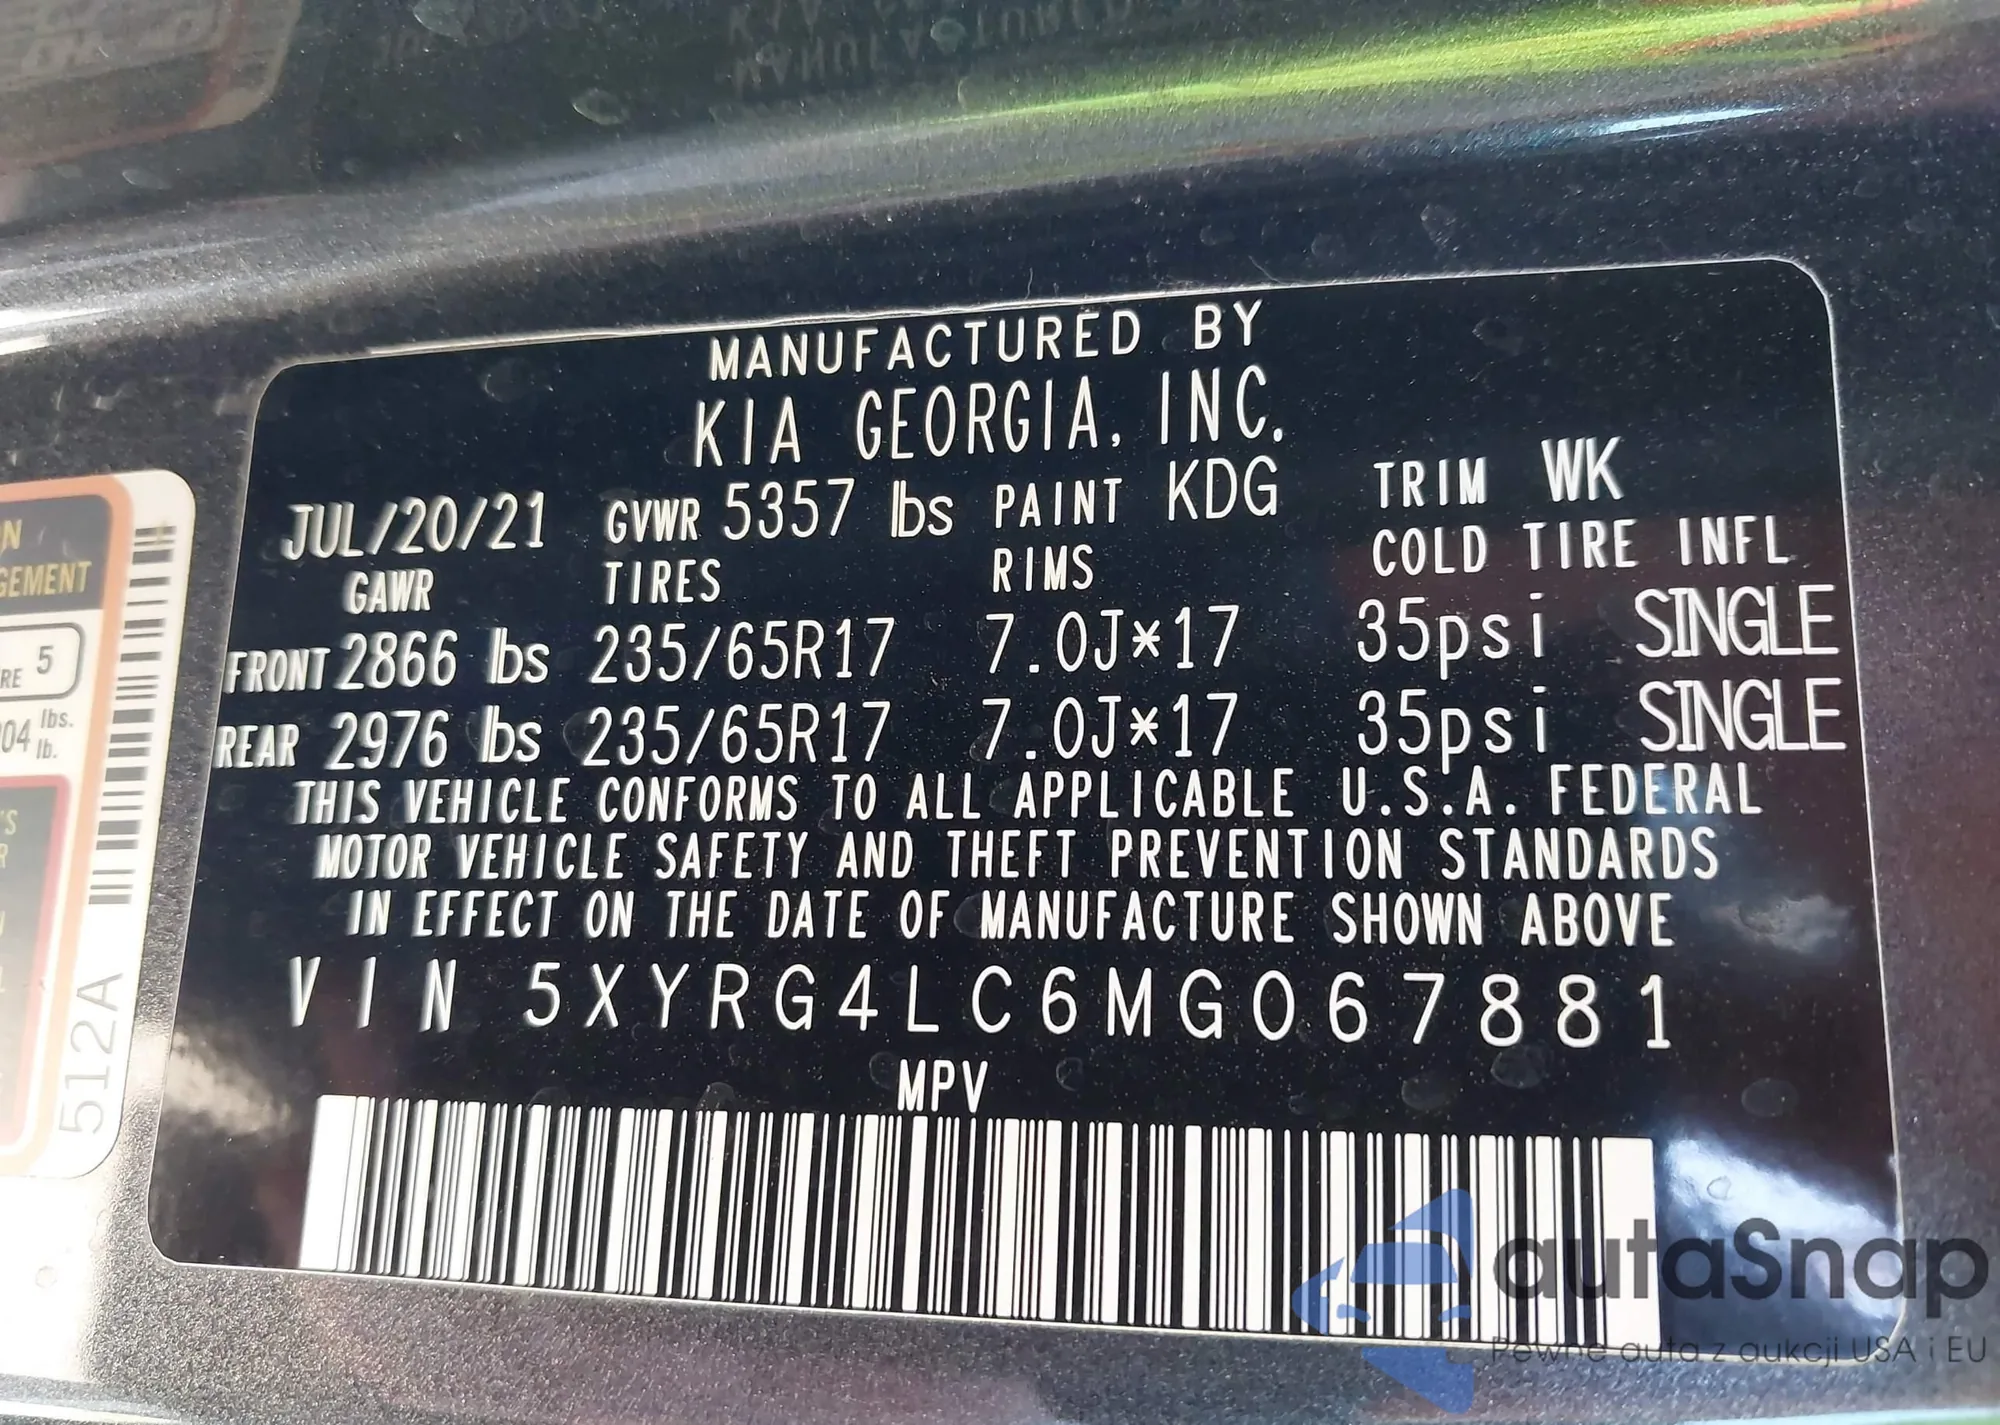 MANUFACTURED BY
KIA GEORGIA, INC.
JUL/20/21 GVWR 5357 lbs PAINT KDG TRIM WK
GAWR TIRES RIMS COLD TIRE INFL
FRONT 2866 lbs 235/65R17 7.0J*17 35psi SINGLE
REAR 2976 lbs 235/65R17 7.0J*17 35psi SINGLE
THIS VEHICLE CONFORMS TO ALL APPLICABLE U.S.A. FEDERAL
MOTOR VEHICLE SAFETY AND THEFT PREVENTION STANDARDS
IN EFFECT ON THE DATE OF MANUFACTURE SHOWN ABOVE
VIN 5XYRG4LC6MG067881
MPV
5
lbs.
lb.
512A
autaSnap
Pewne auta z aukcji USA i EU